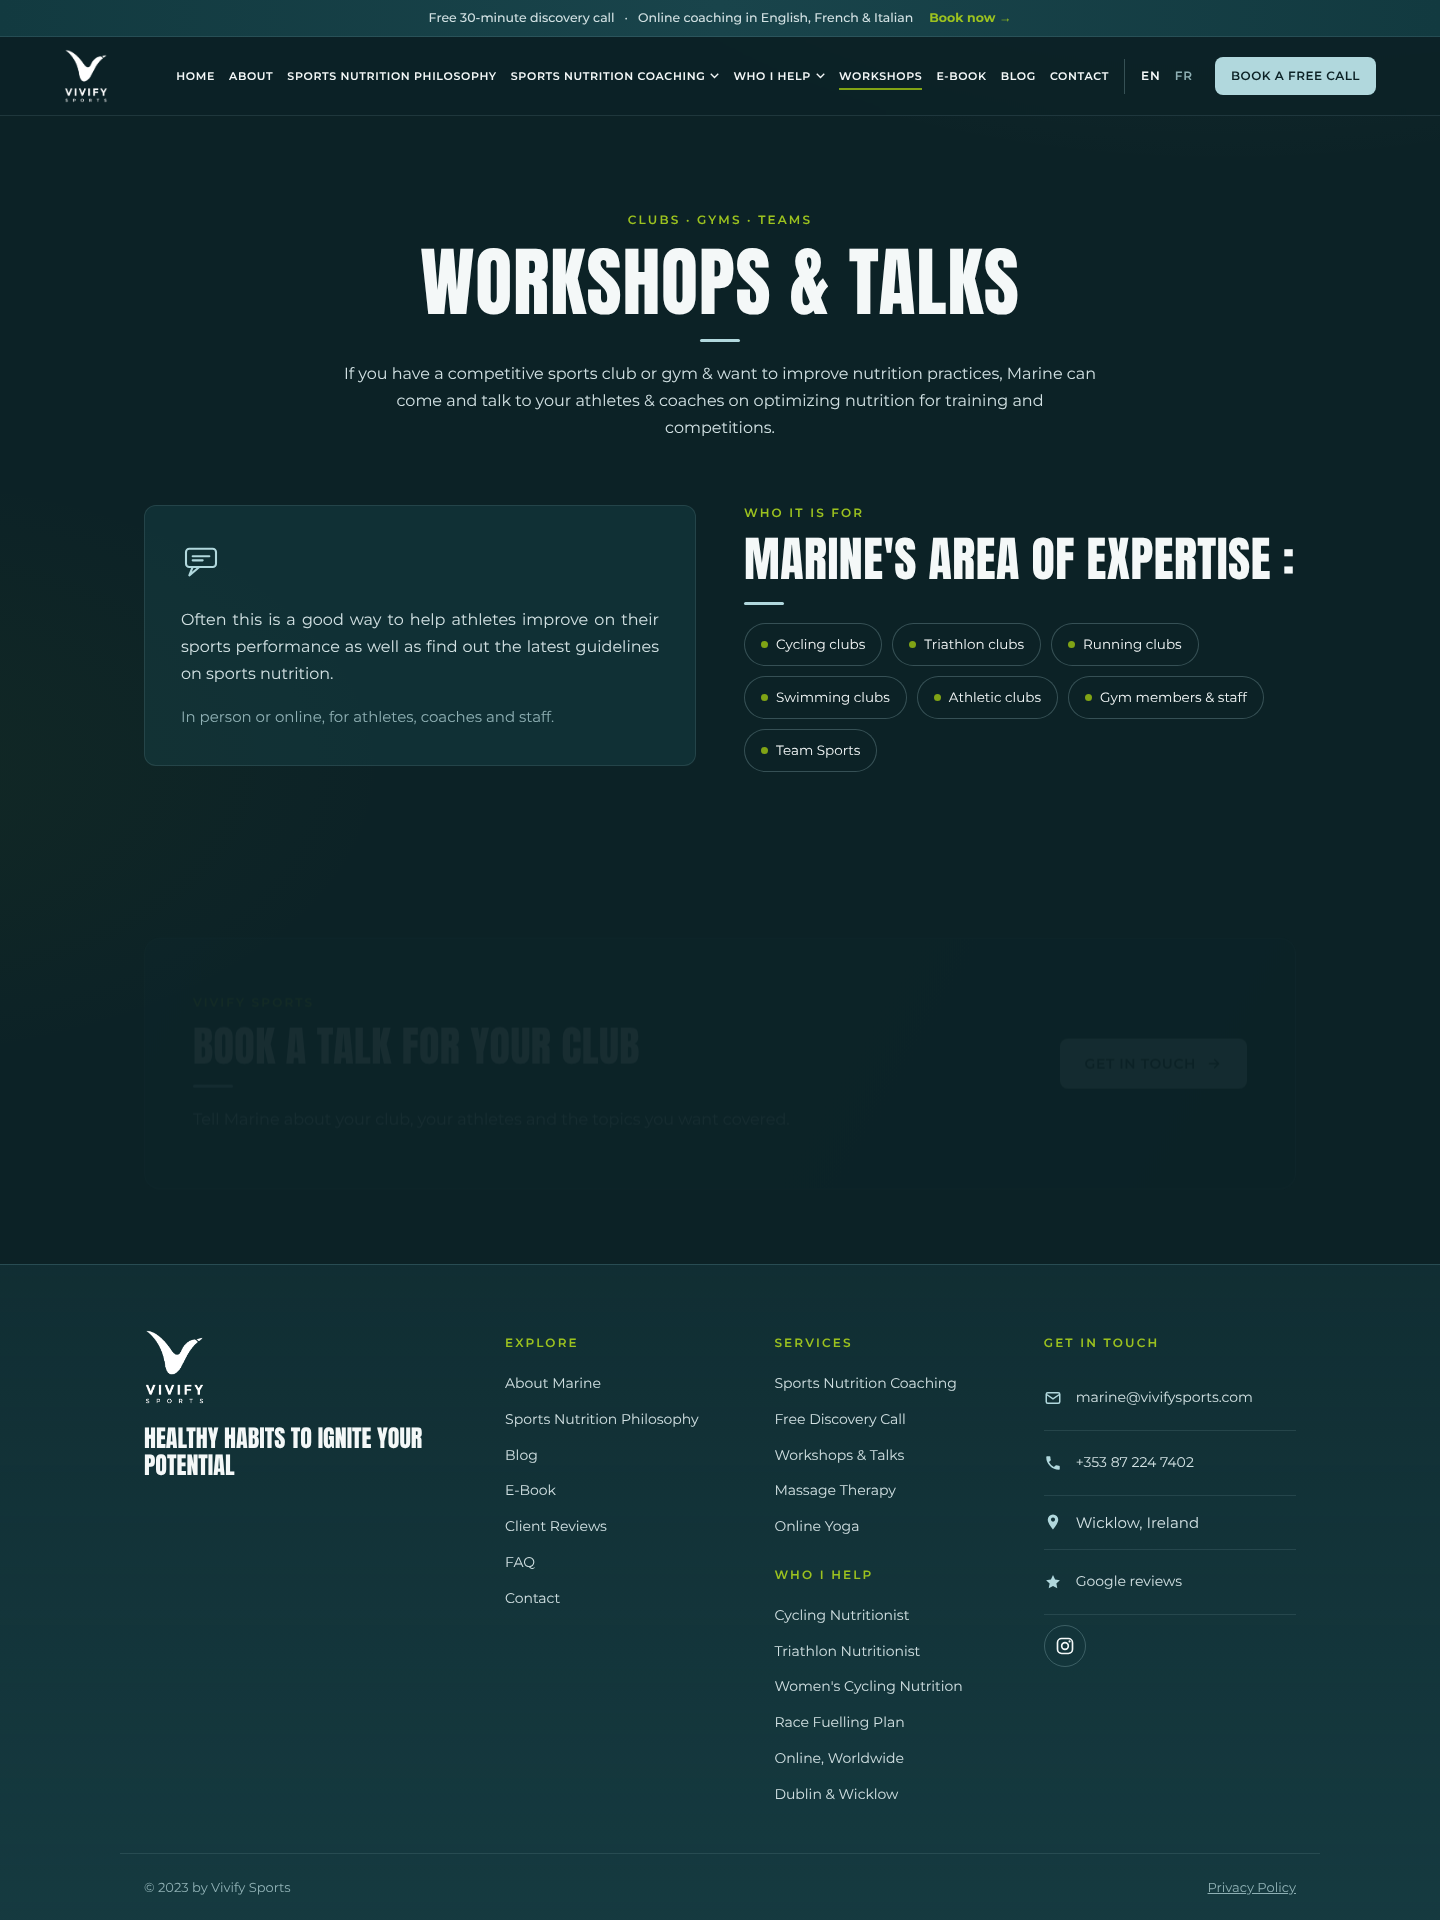 Free 30-minute discovery call · Online coaching in English, French & Italian Book now →
VIVIFY
SPORTS
HOME ABOUT SPORTS NUTRITION PHILOSOPHY SPORTS NUTRITION COACHING WHO I HELP WORKSHOPS E-BOOK BLOG CONTACT EN FR BOOK A FREE CALL
CLUBS · GYMS · TEAMS
WORKSHOPS & TALKS
If you have a competitive sports club or gym & want to improve nutrition practices, Marine can
come and talk to your athletes & coaches on optimizing nutrition for training and
competitions.
Often this is a good way to help athletes improve on their
sports performance as well as find out the latest guidelines
on sports nutrition.
In person or online, for athletes, coaches and staff.
WHO IT IS FOR
MARINE'S AREA OF EXPERTISE :
Cycling clubs Triathlon clubs Running clubs
Swimming clubs Athletic clubs Gym members & staff
Team Sports
VIVIFY SPORTS
BOOK A TALK FOR YOUR CLUB
Tell Marine about your club, your athletes and the topics you want covered.
GET IN TOUCH →
VIVIFY
SPORTS
HEALTHY HABITS TO IGNITE YOUR
POTENTIAL
EXPLORE
About Marine
Sports Nutrition Philosophy
Blog
E-Book
Client Reviews
FAQ
Contact
SERVICES
Sports Nutrition Coaching
Free Discovery Call
Workshops & Talks
Massage Therapy
Online Yoga
WHO I HELP
Cycling Nutritionist
Triathlon Nutritionist
Women's Cycling Nutrition
Race Fuelling Plan
Online, Worldwide
Dublin & Wicklow
GET IN TOUCH
marine@vivifysports.com
+353 87 224 7402
Wicklow, Ireland
Google reviews
© 2023 by Vivify Sports
Privacy Policy